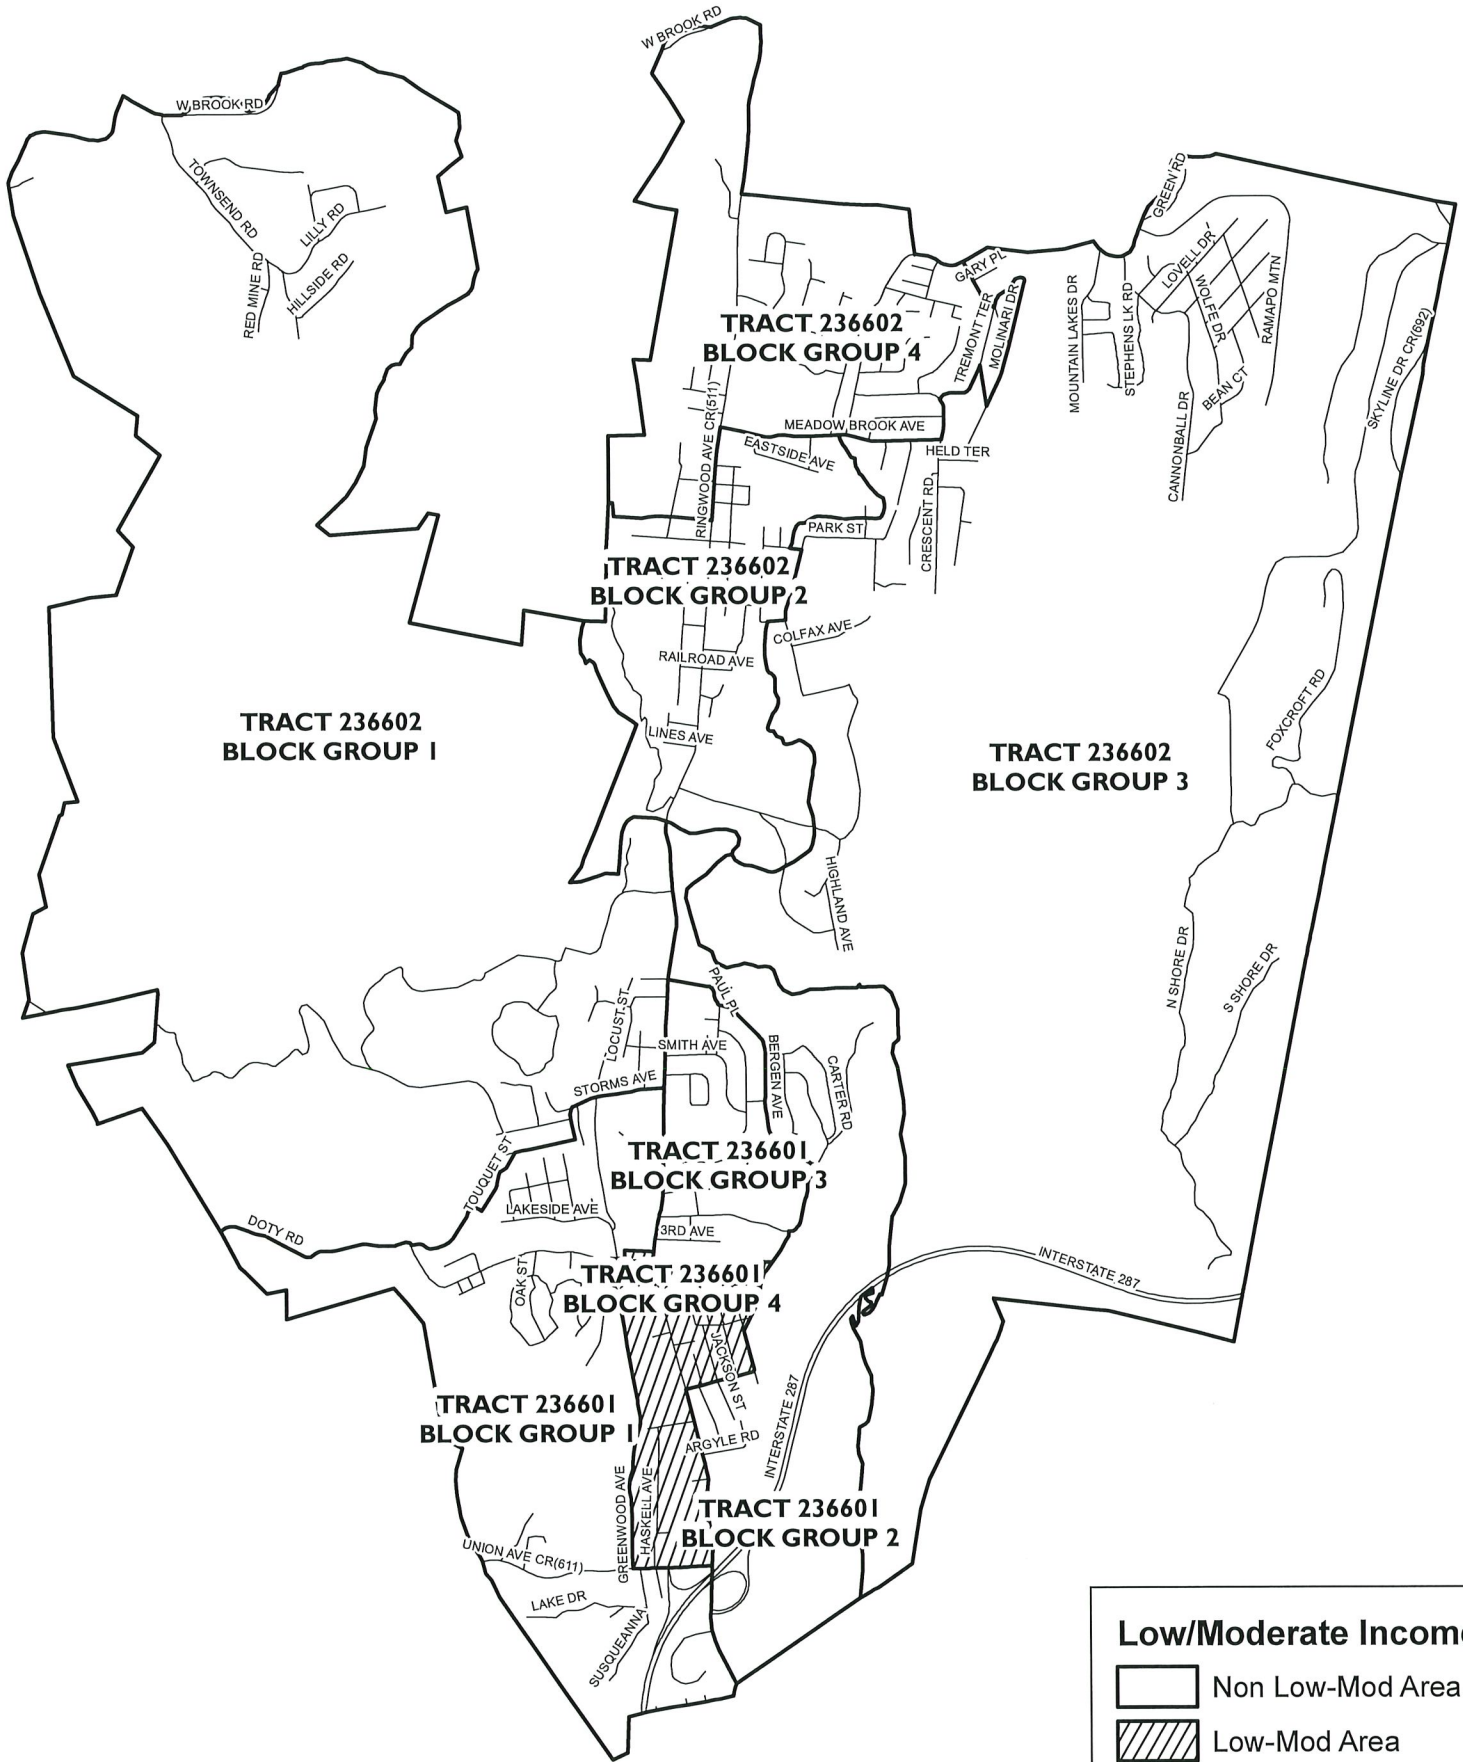 W BROOK RD
W BROOK RD
TOWNSEND RD
LILLY RD
RED MINE RD
HILLSIDE RD
GREEN RD
GARY PL
LOVELL DR
WOLFE DR
RAMAPO MTN
MOUNTAIN LAKES DR
STEPHENS LK RD
TREMONT TER
MOLINARI DR
SKYLINE DR CR(692)
TRACT 236602
BLOCK GROUP 4
BEAN CT
CANNONBALL DR
RINGWOOD AVE CR(511)
MEADOW BROOK AVE
EASTSIDE AVE
HELD TER
CRESCENT RD
PARK ST
TRACT 236602
BLOCK GROUP 2
COLFAX AVE
RAILROAD AVE
LINES AVE
FOXCROFT RD
TRACT 236602
BLOCK GROUP 1
TRACT 236602
BLOCK GROUP 3
HIGHLAND AVE
N SHORE DR
S SHORE DR
PAUL PL
LOCUST ST
SMITH AVE
BERGEN AVE
CARTER RD
STORMS AVE
TRACT 236601
BLOCK GROUP 3
TOUQUET ST
LAKESIDE AVE
3RD AVE
DOTY RD
INTERSTATE 287
OAK ST
TRACT 236601
BLOCK GROUP 4
JACKSON ST
TRACT 236601
BLOCK GROUP 1
ARGYLE RD
INTERSTATE 287
GREENWOOD AVE
HASKELL AVE
TRACT 236601
BLOCK GROUP 2
UNION AVE CR(611)
LAKE DR
SUSQUEANNA
Low/Moderate Income
Non Low-Mod Area
Low-Mod Area